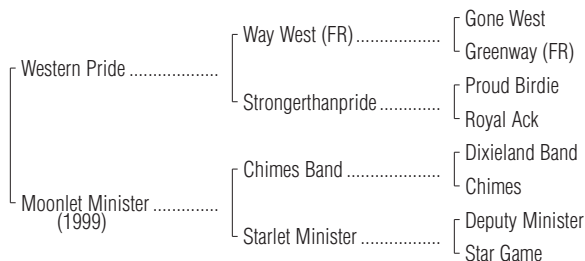 Gone West
Way West (FR) ....................
Greenway (FR)
Western Pride ...................
Proud Birdie
Strongerthanpride ...............
Royal Ack
Dixieland Band
Chimes Band ......................
Chimes
Moonlet Minister ..............
(1999)
Deputy Minister
Starlet Minister ...................
Star Game